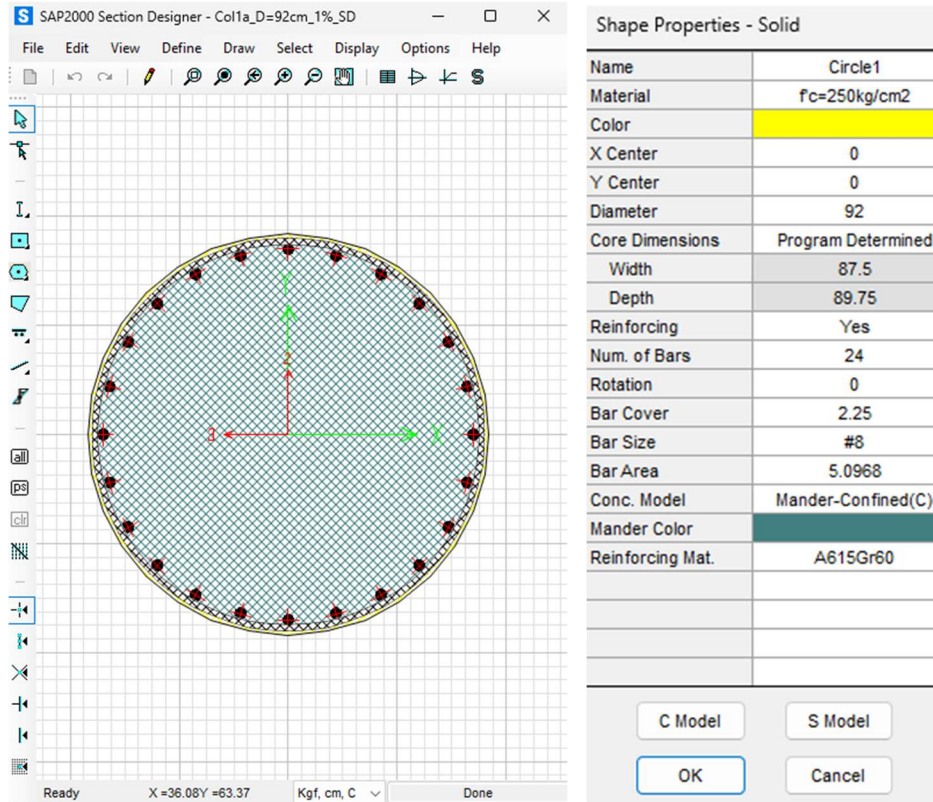 SAP2000 Section Designer - Col1a_D=92cm_1%_SD
File Edit View Define Draw Select Display Options Help
Y
2
3
X
all
ps
clr
Ready X =36.08Y =63.37 Kgf, cm, C Done
Shape Properties - Solid
Name Circle1
Material f'c=250kg/cm2
Color
X Center 0
Y Center 0
Diameter 92
Core Dimensions Program Determined
Width 87.5
Depth 89.75
Reinforcing Yes
Num. of Bars 24
Rotation 0
Bar Cover 2.25
Bar Size #8
Bar Area 5.0968
Conc. Model Mander-Confined(C)
Mander Color
Reinforcing Mat. A615Gr60
C Model S Model
OK Cancel